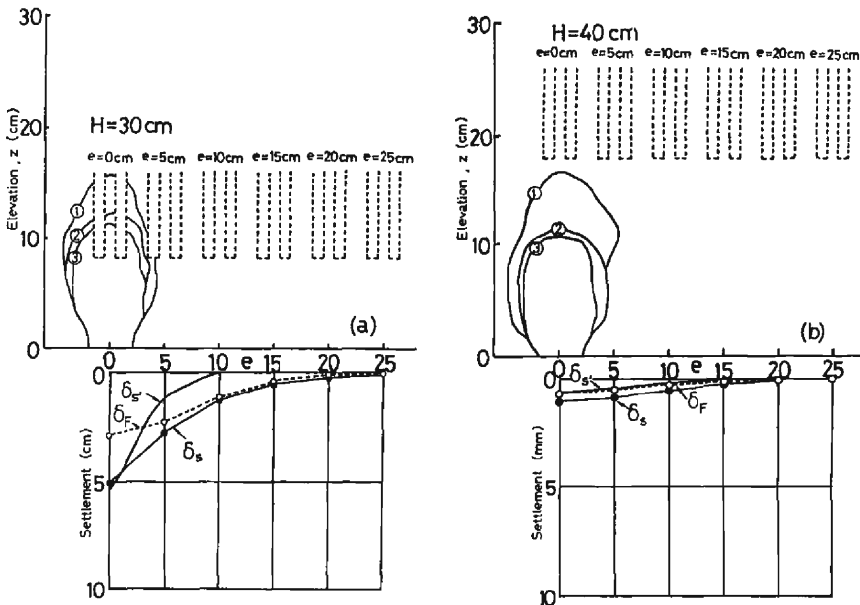 H=30cm
e=0cm e=5cm e=10cm e=15cm e=20cm e=25cm
Elevation, z (cm)
30
20
10
0
①
②
③
(a)
0 5 e 10 15 20 25
Settlement (cm)
0
5
10
δs'
δF
δs
H=40cm
e=0cm e=5cm e=10cm e=15cm e=20cm e=25cm
Elevation, z (cm)
30
20
10
0
①
②
③
(b)
0 5 e 10 15 20 25
Settlement (mm)
0
5
10
δs'
δF
δs